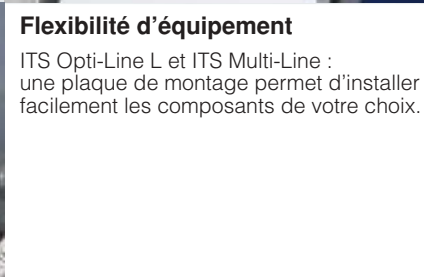 Flexibilité d’équipement
ITS Opti-Line L et ITS Multi-Line :
une plaque de montage permet d’installer
facilement les composants de votre choix.